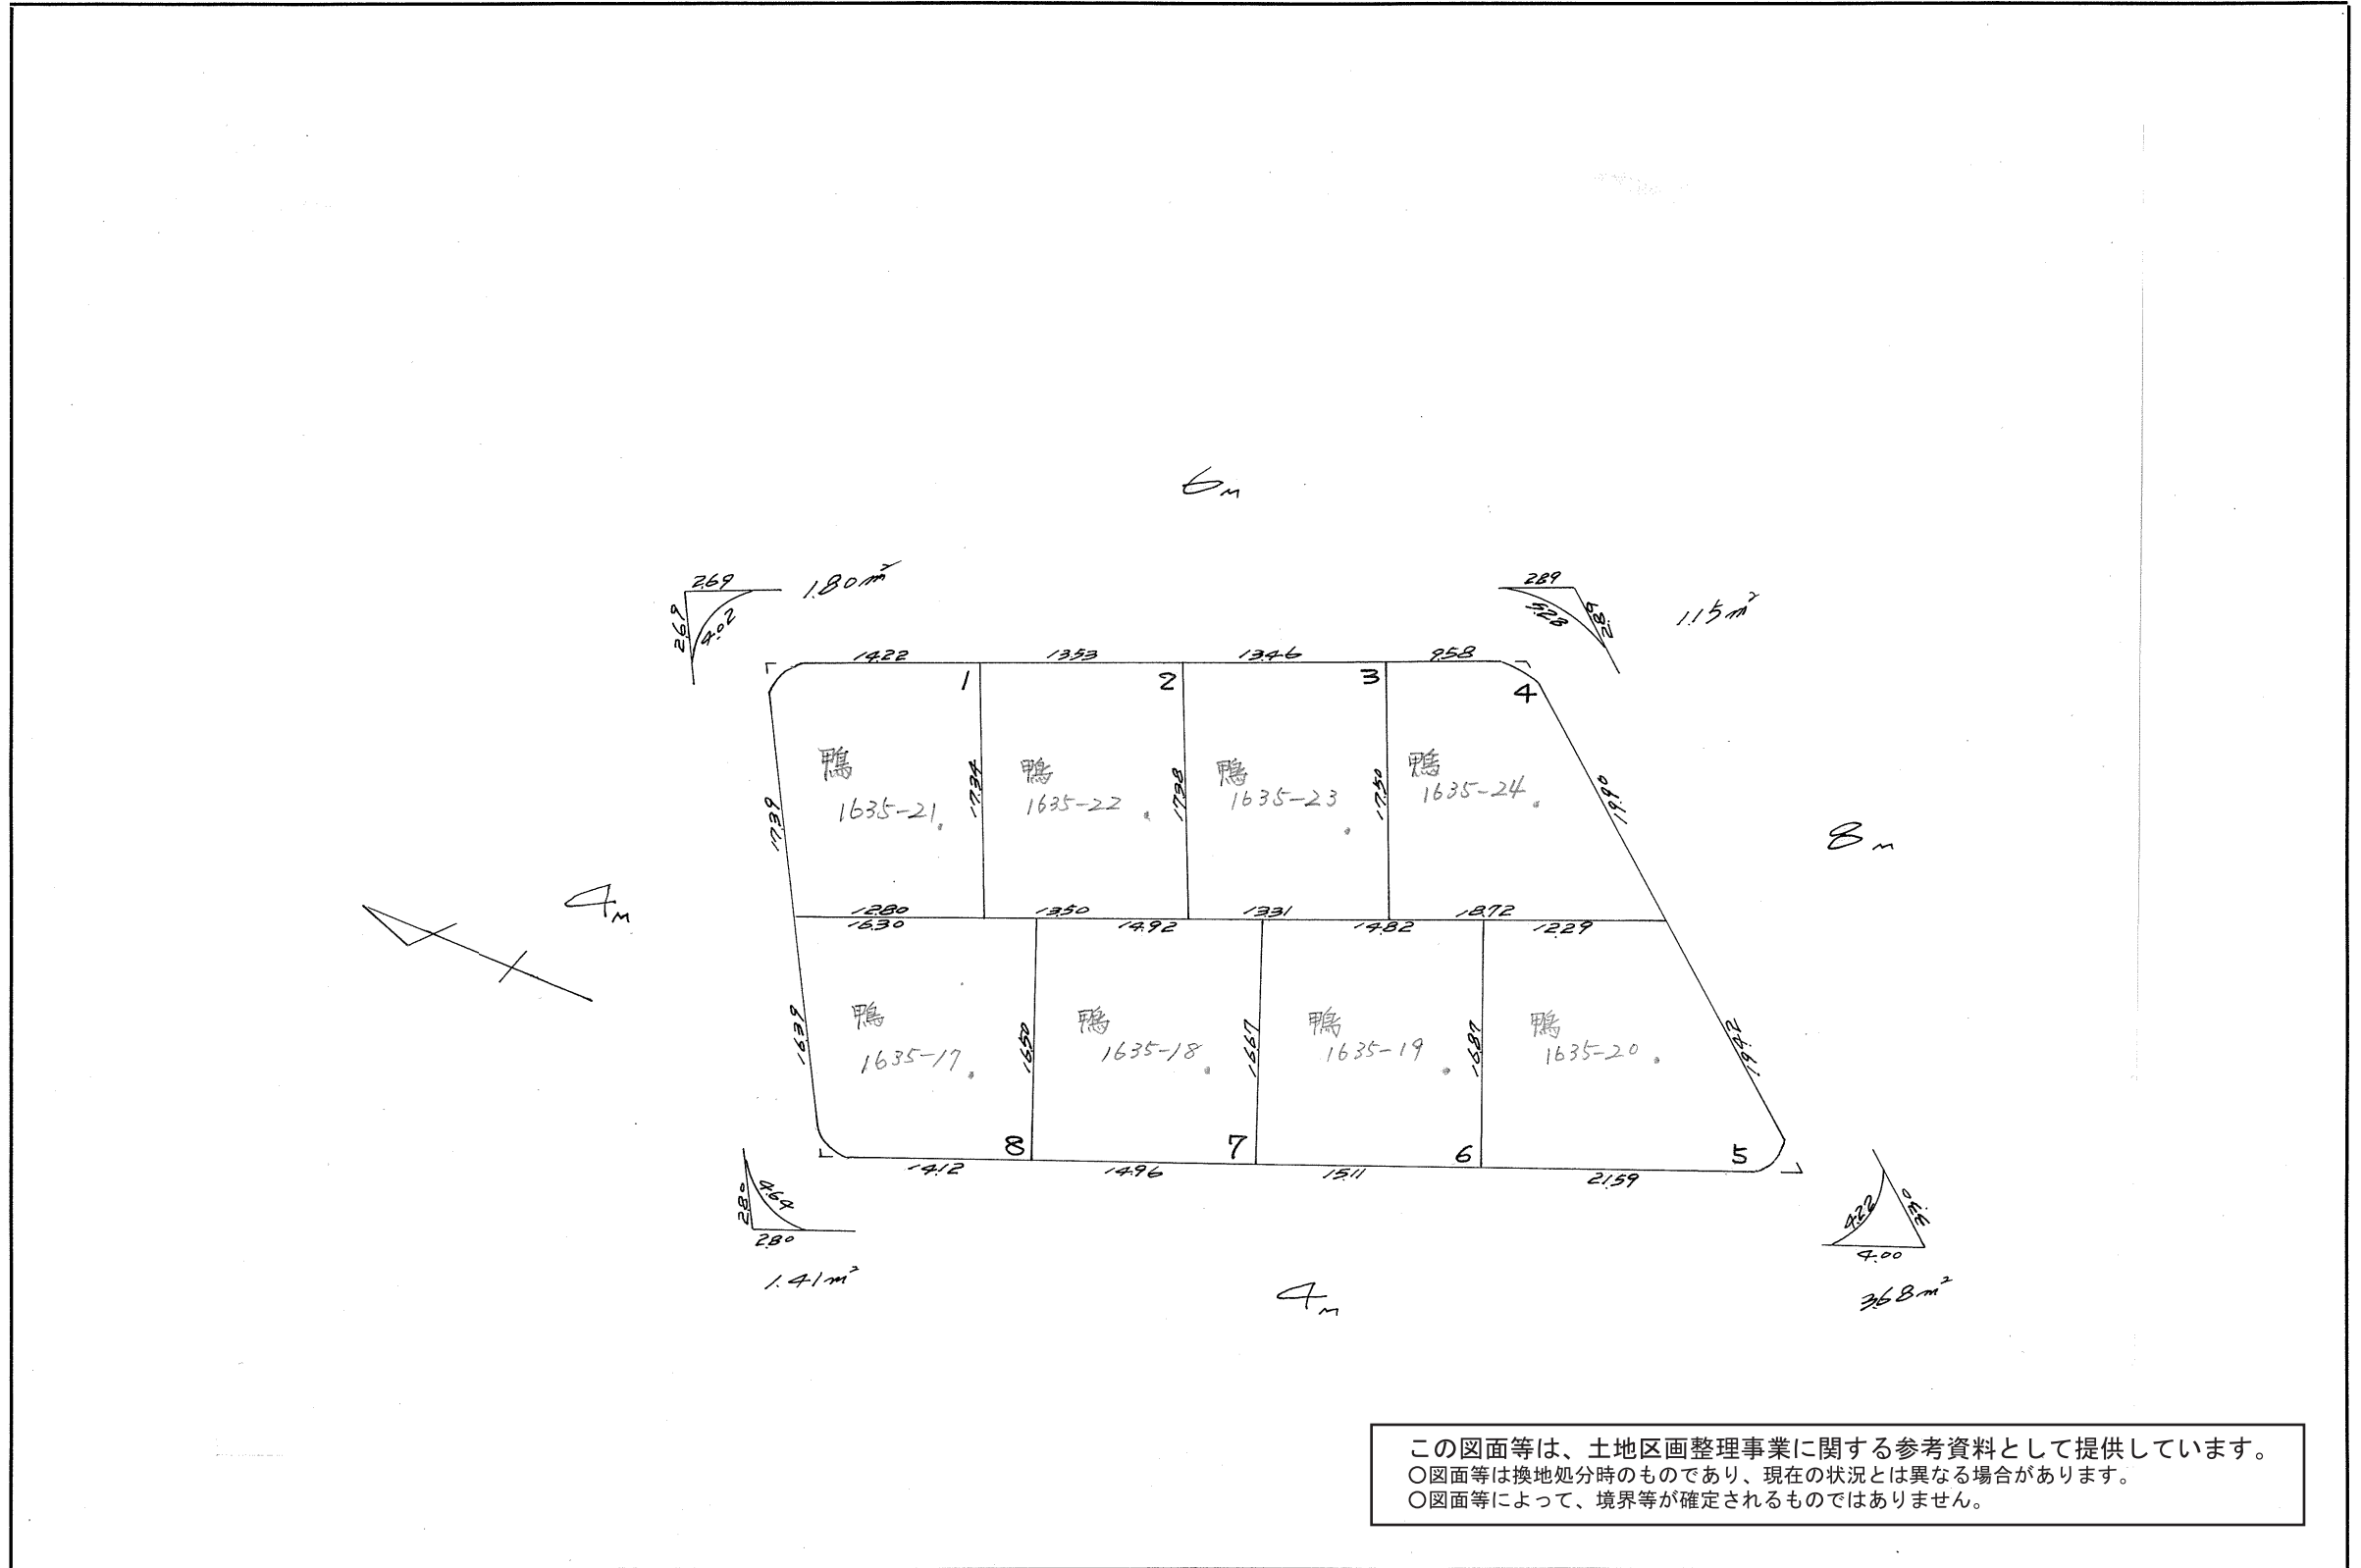 6m
2.69
2.69
4.02
1.80m²
2.89
5.23
2.89
1.15m²
14.22
13.53
13.46
9.58
1
2
3
4
鴨
1635-21
鴨
1635-22
鴨
1635-23
鴨
1635-24
17.39
17.34
17.38
17.50
19.90
8m
4m
12.80
13.50
13.31
18.72
16.30
14.92
14.82
12.29
鴨
1635-17
鴨
1635-18
鴨
1635-19
鴨
1635-20
16.39
16.50
16.67
16.87
19.42
8
7
6
5
14.12
14.96
15.11
21.59
2.80
4.64
2.80
1.41m²
4m
4.22
3.30
4.00
3.68m²
この図面等は、土地区画整理事業に関する参考資料として提供しています。
○図面等は換地処分時のものであり、現在の状況とは異なる場合があります。
○図面等によって、境界等が確定されるものではありません。